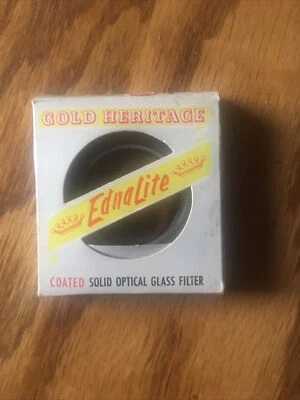 GOLD HERITAGE
EdnaLite
COATED SOLID OPTICAL GLASS FILTER